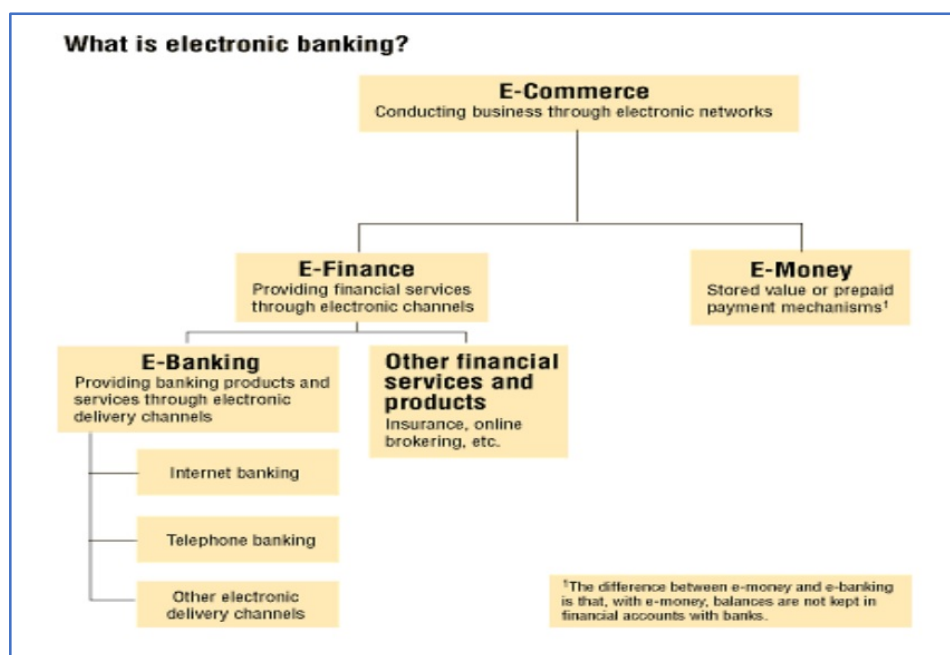 What is electronic banking?
E-Commerce
Conducting business through electronic networks
E-Finance
Providing financial services
through electronic channels
E-Money
Stored value or prepaid
payment mechanisms¹
E-Banking
Providing banking products and
services through electronic
delivery channels
Other financial
services and
products
Insurance, online
brokering, etc.
Internet banking
Telephone banking
Other electronic
delivery channels
¹The difference between e-money and e-banking
is that, with e-money, balances are not kept in
financial accounts with banks.